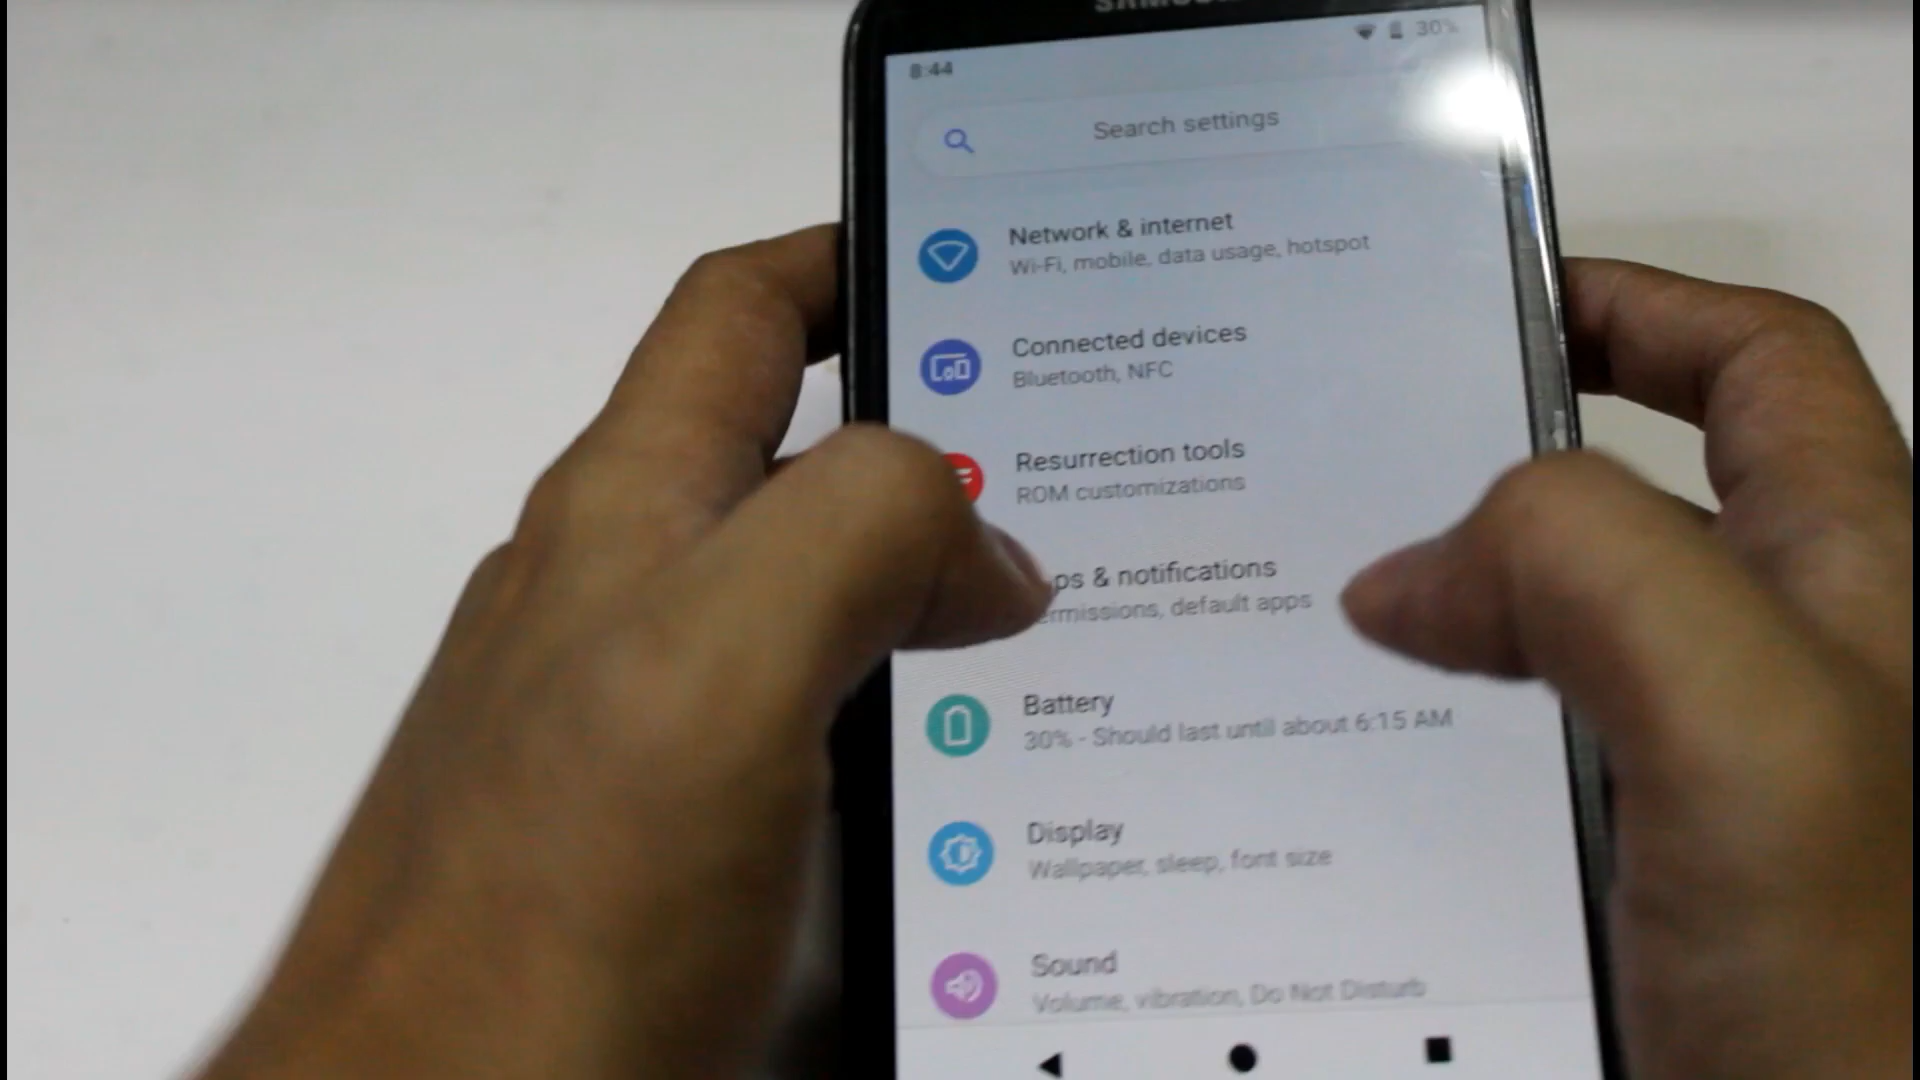 8:44
30%
Search settings
Network & internet
Wi-Fi, mobile, data usage, hotspot
Connected devices
Bluetooth, NFC
Resurrection tools
ROM customizations
ps & notifications
ermissions, default apps
Battery
30% - Should last until about 6:15 AM
Display
Wallpaper, sleep, font size
Sound
Volume, vibration, Do Not Disturb